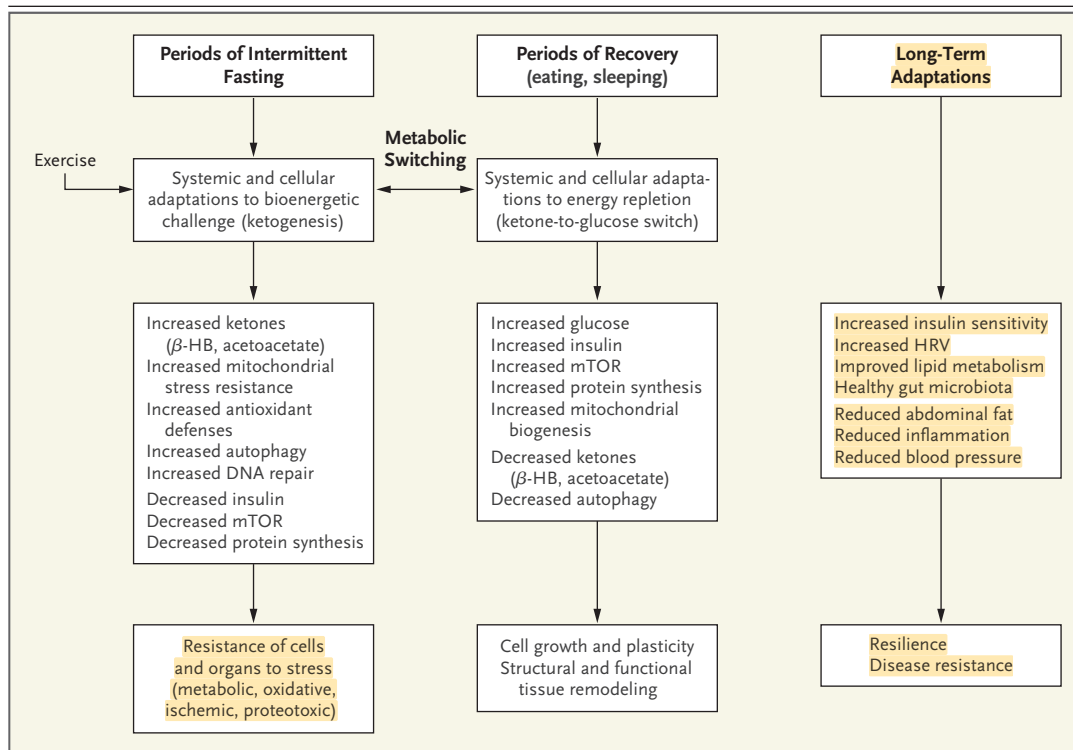 Periods of Intermittent
Fasting
Exercise
Systemic and cellular
adaptations to bioenergetic
challenge (ketogenesis)
Increased ketones
(β-HB, acetoacetate)
Increased mitochondrial
stress resistance
Increased antioxidant
defenses
Increased autophagy
Increased DNA repair
Decreased insulin
Decreased mTOR
Decreased protein synthesis
Resistance of cells
and organs to stress
(metabolic, oxidative,
ischemic, proteotoxic)
Metabolic
Switching
Periods of Recovery
(eating, sleeping)
Systemic and cellular adapta-
tions to energy repletion
(ketone-to-glucose switch)
Increased glucose
Increased insulin
Increased mTOR
Increased protein synthesis
Increased mitochondrial
biogenesis
Decreased ketones
(β-HB, acetoacetate)
Decreased autophagy
Cell growth and plasticity
Structural and functional
tissue remodeling
Long-Term
Adaptations
Increased insulin sensitivity
Increased HRV
Improved lipid metabolism
Healthy gut microbiota
Reduced abdominal fat
Reduced inflammation
Reduced blood pressure
Resilience
Disease resistance